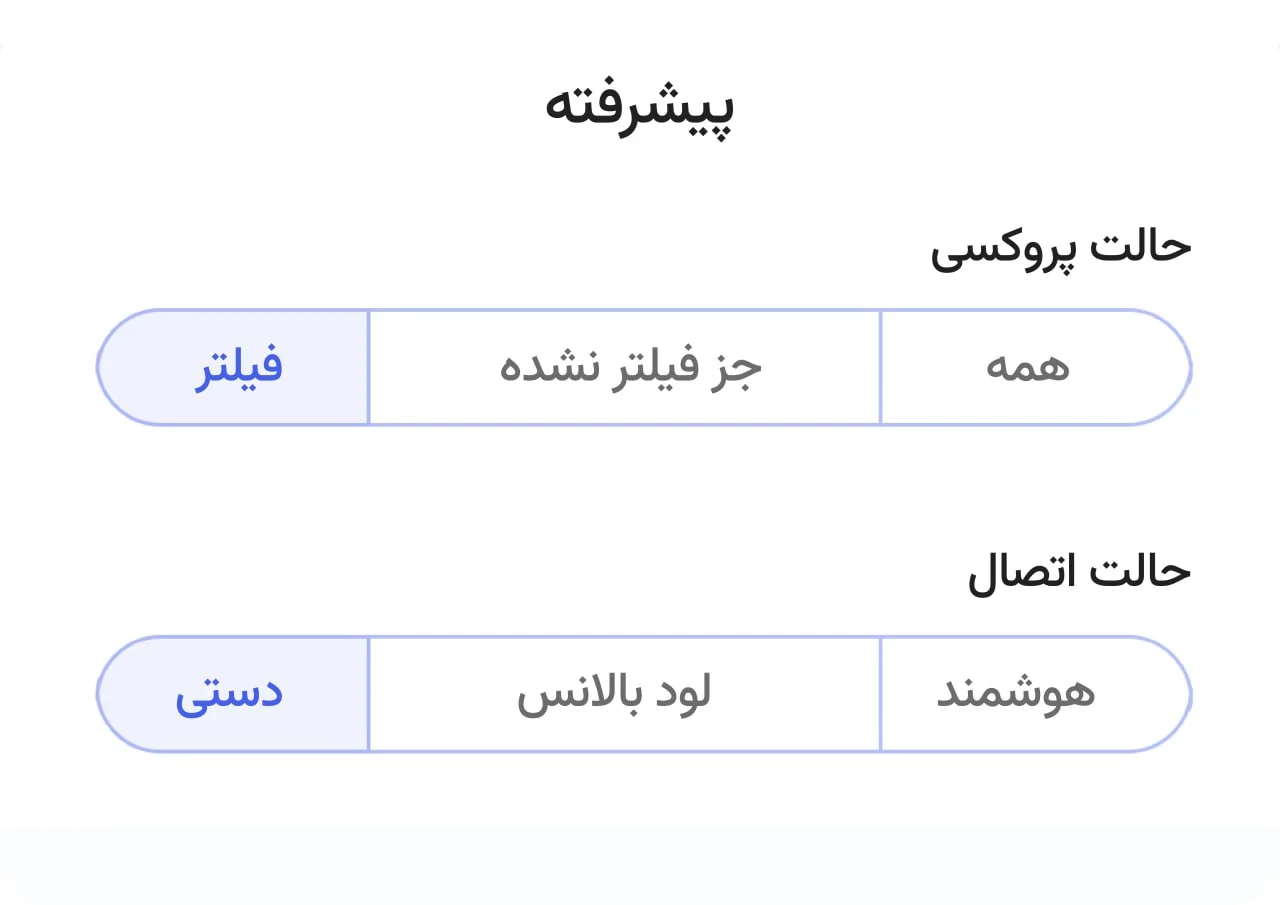 پیشرفته
حالت پروکسی
همه جز فیلتر نشده فیلتر
حالت اتصال
هوشمند لود بالانس دستی